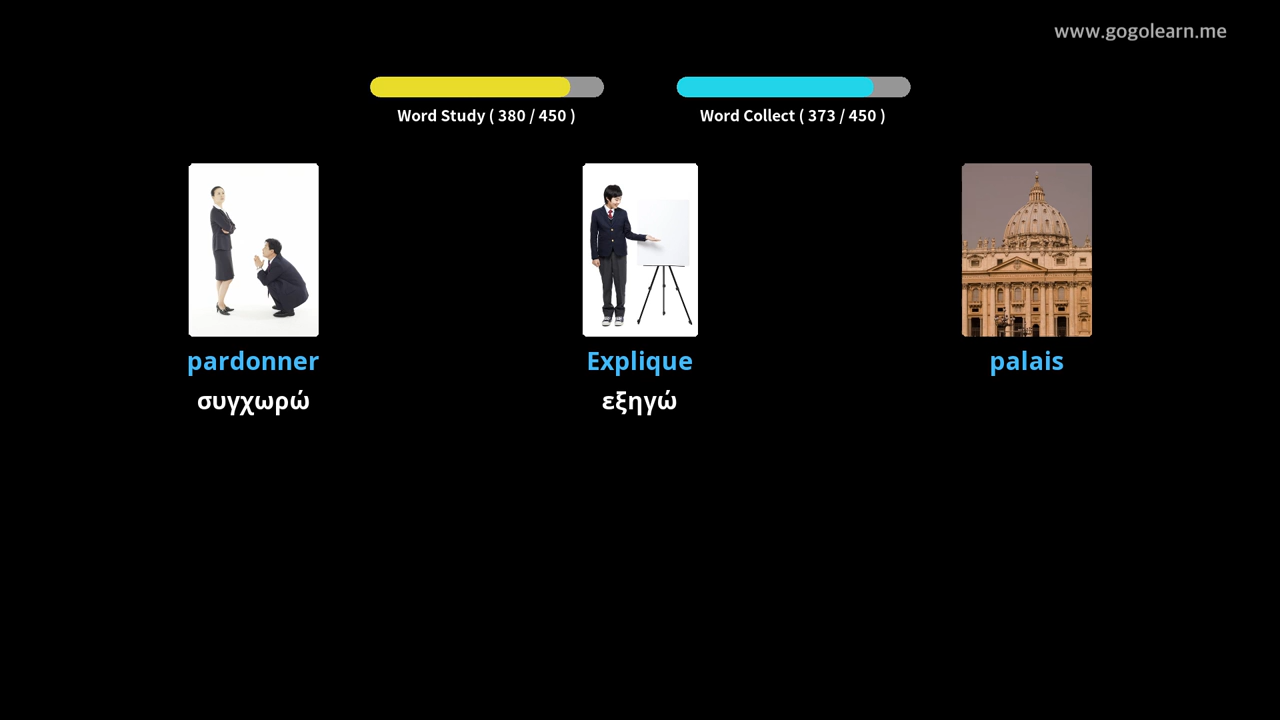 www.gogolearn.me
Word Study ( 380 / 450 )
Word Collect ( 373 / 450 )
pardonner
Explique
palais
συγχωρώ
εξηγώ